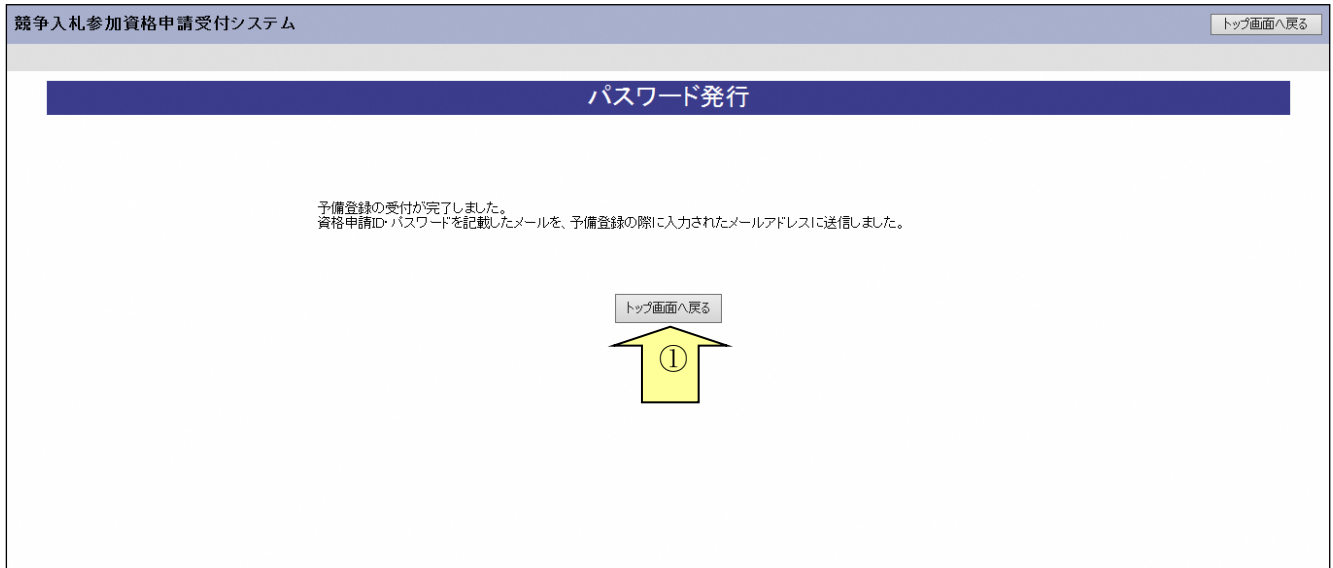 競争入札参加資格申請受付システム
トップ画面へ戻る
パスワード発行
予備登録の受付が完了しました。
資格申請ID・パスワードを記載したメールを、予備登録の際に入力されたメールアドレスに送信しました。
トップ画面へ戻る
①